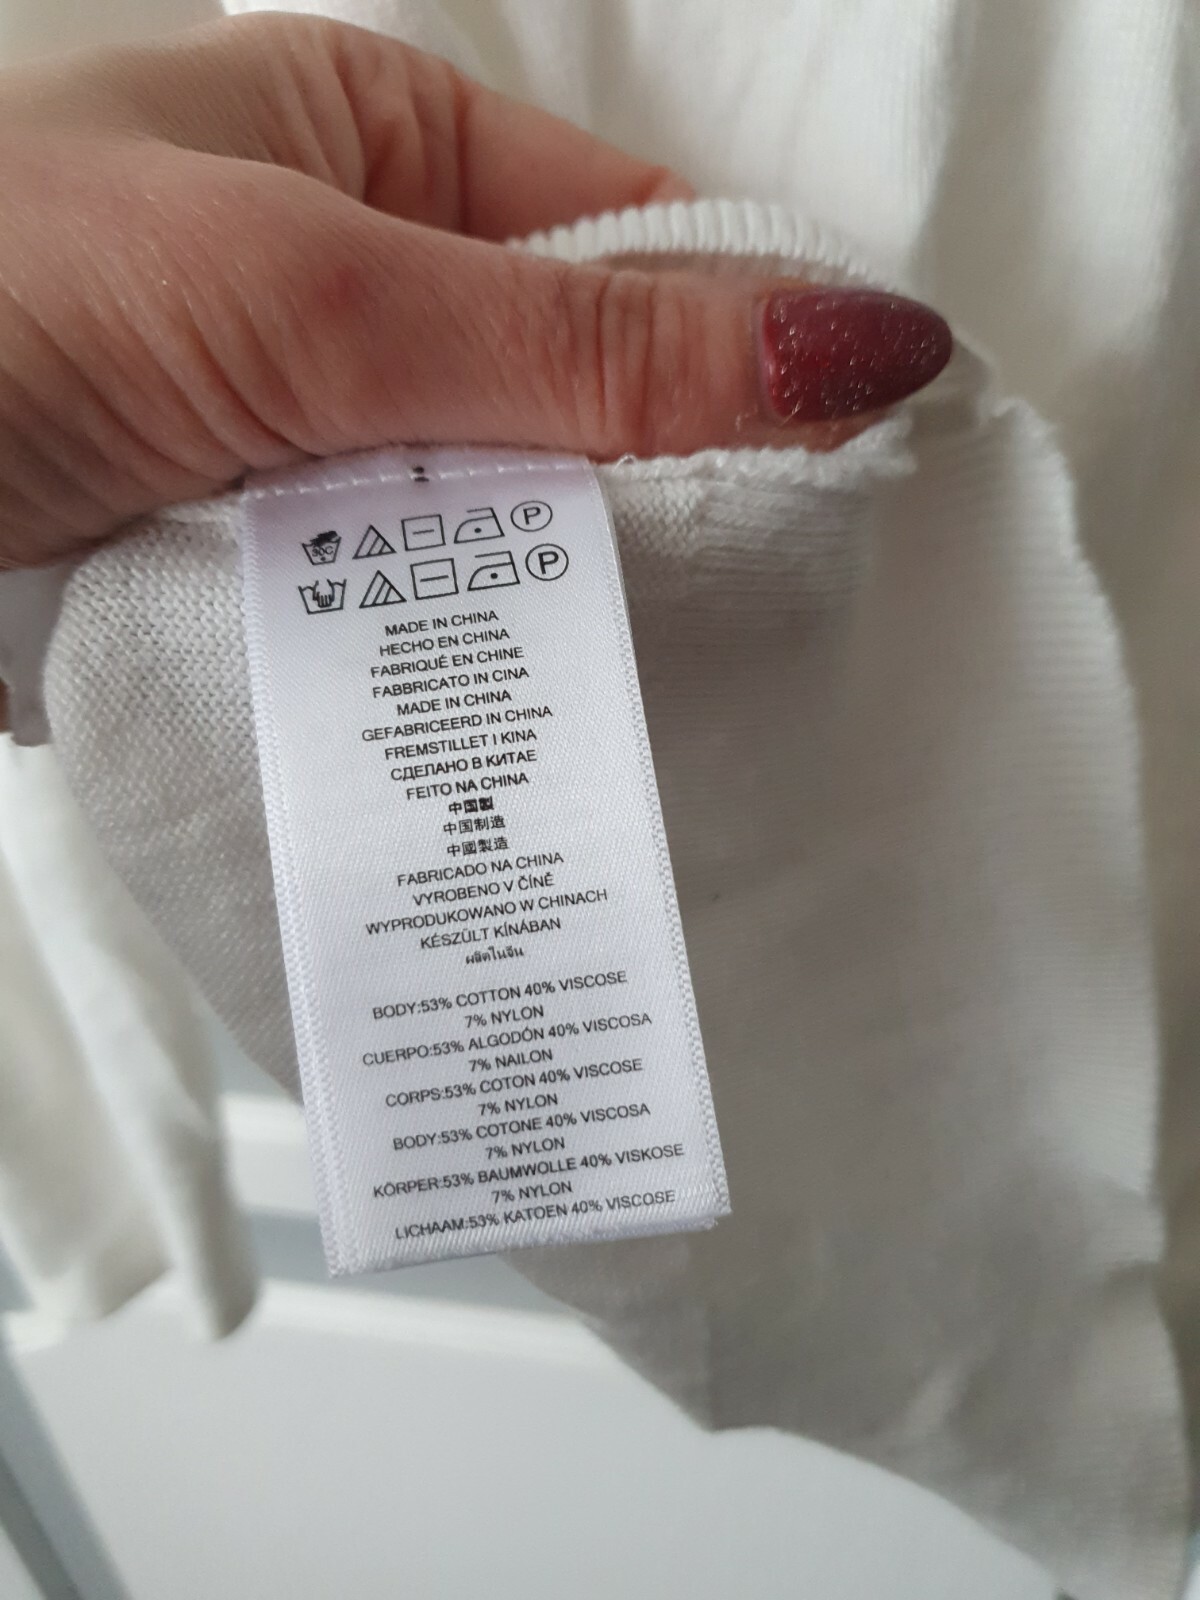 30C
P
P
MADE IN CHINA
HECHO EN CHINA
FABRIQUÉ EN CHINE
FABBRICATO IN CINA
MADE IN CHINA
GEFABRICEERD IN CHINA
FREMSTILLET I KINA
СДЕЛАНО В КИТАЕ
FEITO NA CHINA
中国製
中国制造
中國製造
FABRICADO NA CHINA
VYROBENO V ČÍNĚ
WYPRODUKOWANO W CHINACH
KÉSZÜLT KÍNÁBAN
ผลิตในจีน
BODY:53% COTTON 40% VISCOSE
7% NYLON
CUERPO:53% ALGODÓN 40% VISCOSA
7% NAILON
CORPS:53% COTON 40% VISCOSE
7% NYLON
BODY:53% COTONE 40% VISCOSA
7% NYLON
KÖRPER:53% BAUMWOLLE 40% VISKOSE
7% NYLON
LICHAAM:53% KATOEN 40% VISCOSE